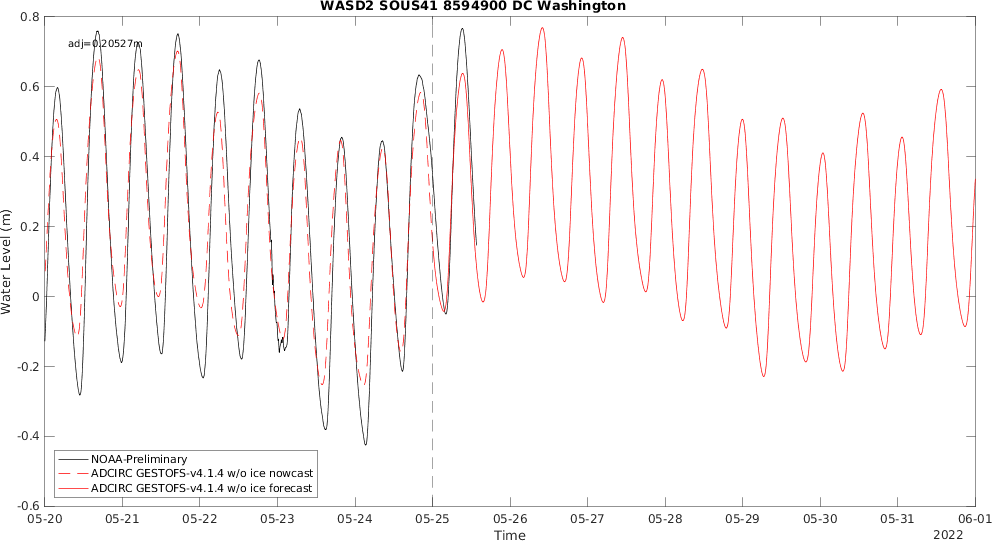 WASD2 SOUS41 8594900 DC Washington
adj=0.20527m
Water Level (m)
0.8
0.6
0.4
0.2
0
-0.2
-0.4
-0.6
NOAA-Preliminary
ADCIRC GESTOFS-v4.1.4 w/o ice nowcast
ADCIRC GESTOFS-v4.1.4 w/o ice forecast
05-20 05-21 05-22 05-23 05-24 05-25 05-26 05-27 05-28 05-29 05-30 05-31 06-01
Time
2022